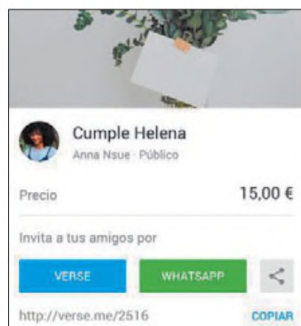 Cumple Helena
Anna Nsue · Público
Precio 15,00 €
Invita a tus amigos por
VERSE WHATSAPP
http://verse.me/2516 COPIAR